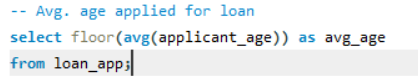 -- Avg. age applied for loan
select floor(avg(applicant_age)) as avg_age
from loan_app;